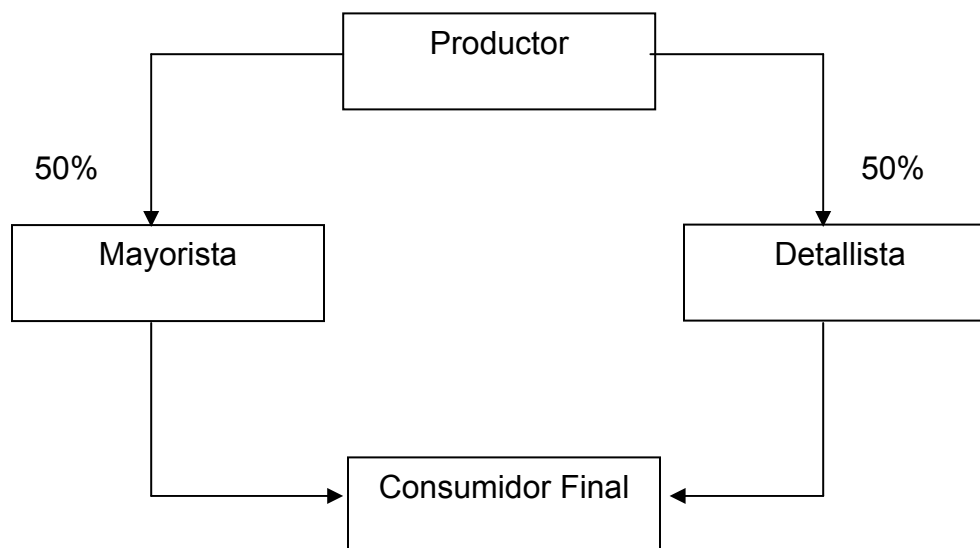 Productor
50%
50%
Mayorista
Detallista
Consumidor Final